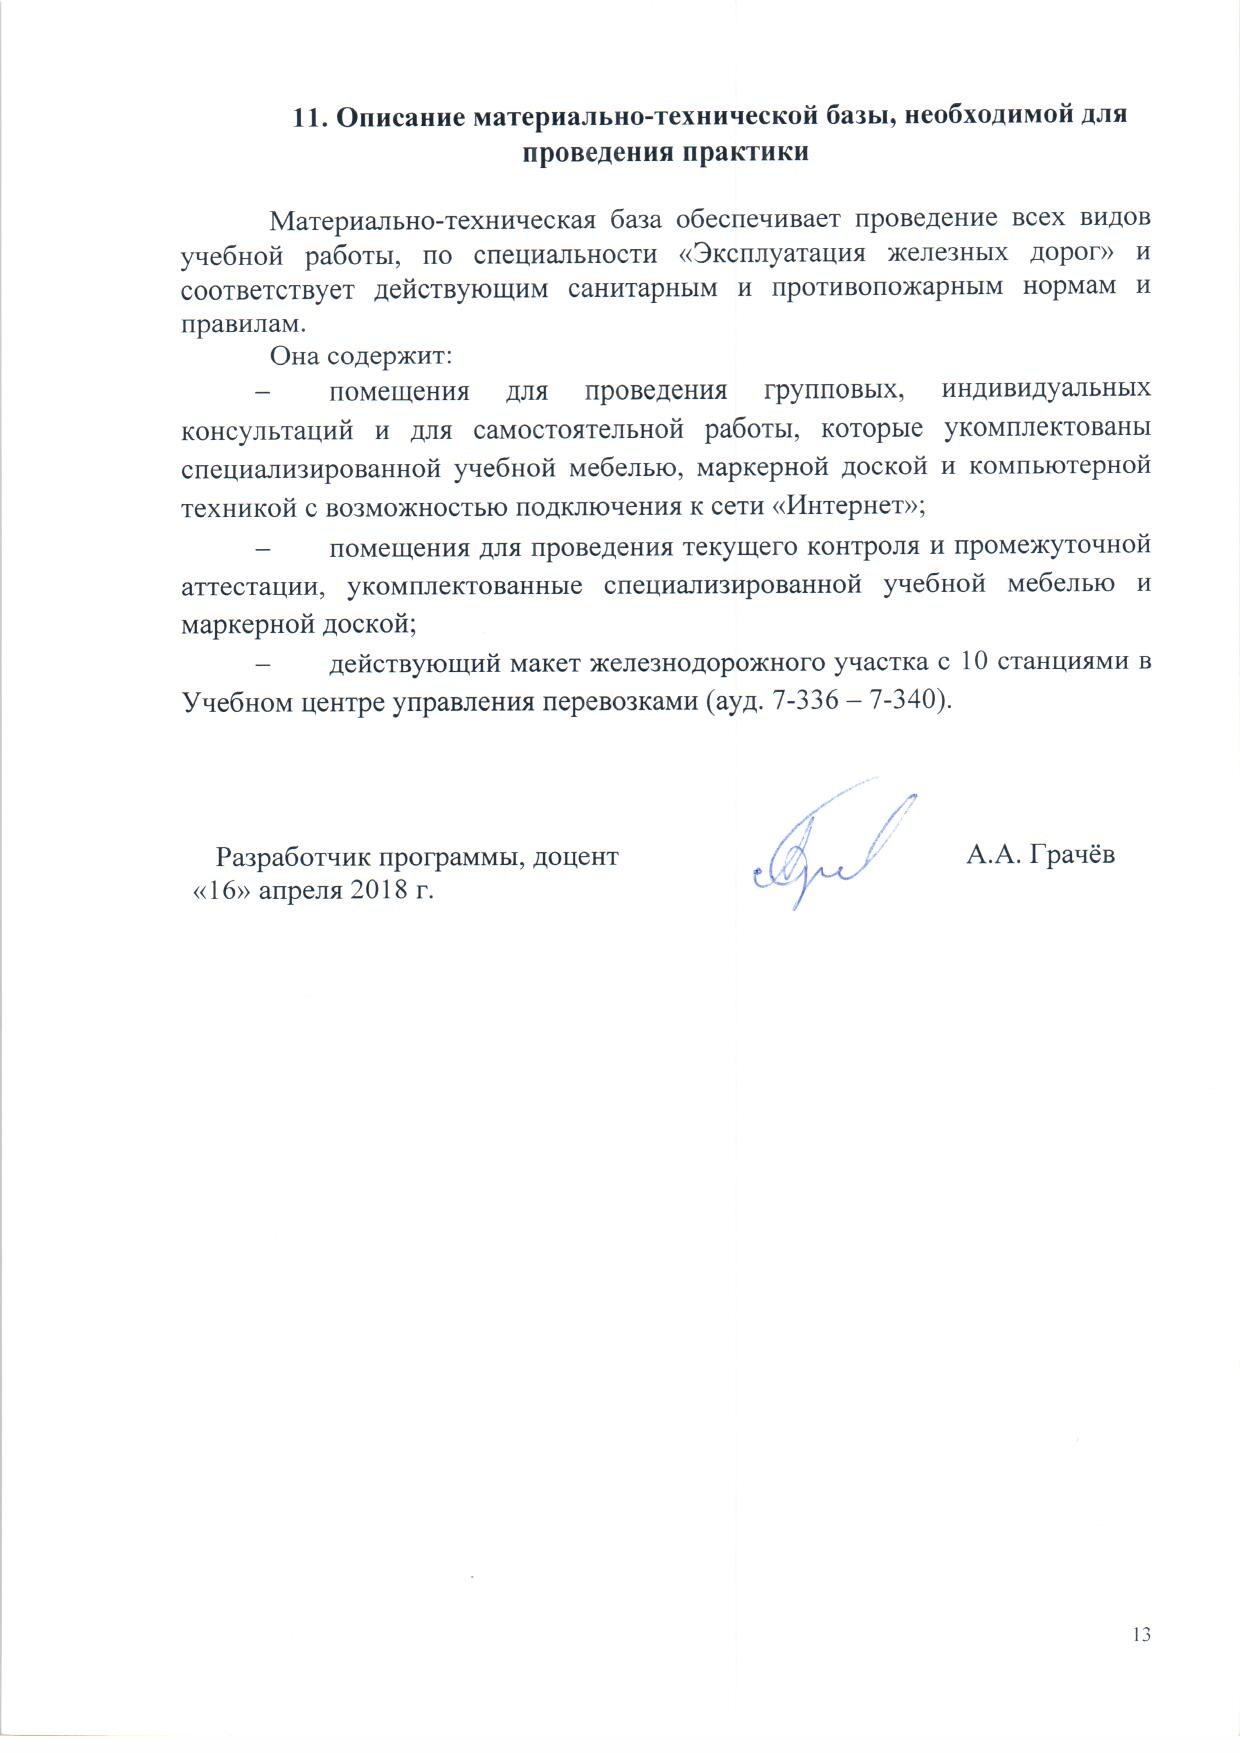 11. Описание материально-технической базы, необходимой для
проведения практики
Материально-техническая база обеспечивает проведение всех видов
учебной работы, по специальности «Эксплуатация железных дорог» и
соответствует действующим санитарным и противопожарным нормам и
правилам.
Она содержит:
– помещения для проведения групповых, индивидуальных
консультаций и для самостоятельной работы, которые укомплектованы
специализированной учебной мебелью, маркерной доской и компьютерной
техникой с возможностью подключения к сети «Интернет»;
– помещения для проведения текущего контроля и промежуточной
аттестации, укомплектованные специализированной учебной мебелью и
маркерной доской;
– действующий макет железнодорожного участка с 10 станциями в
Учебном центре управления перевозками (ауд. 7-336 – 7-340).
Разработчик программы, доцент А.А. Грачёв
«16» апреля 2018 г.
13